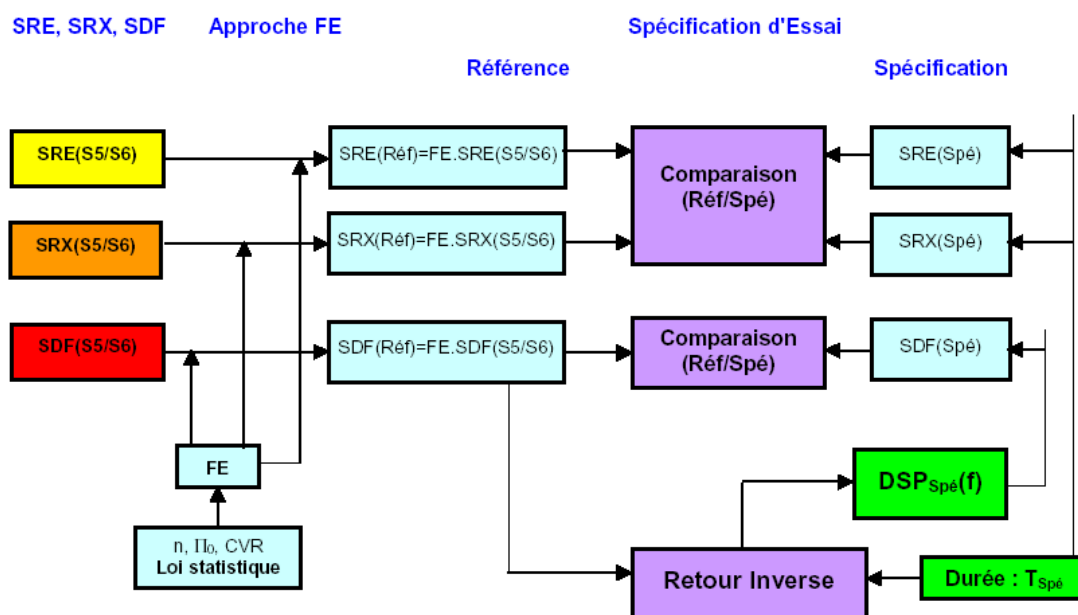 SRE, SRX, SDF
Approche FE
Spécification d'Essai
Référence
Spécification
SRE(S5/S6)
SRE(Réf)=FE.SRE(S5/S6)
Comparaison
(Réf/Spé)
SRE(Spé)
SRX(S5/S6)
SRX(Réf)=FE.SRX(S5/S6)
SRX(Spé)
SDF(S5/S6)
SDF(Réf)=FE.SDF(S5/S6)
Comparaison
(Réf/Spé)
SDF(Spé)
FE
DSPSpé(f)
n, Π0, CVR
Loi statistique
Retour Inverse
Durée : TSpé